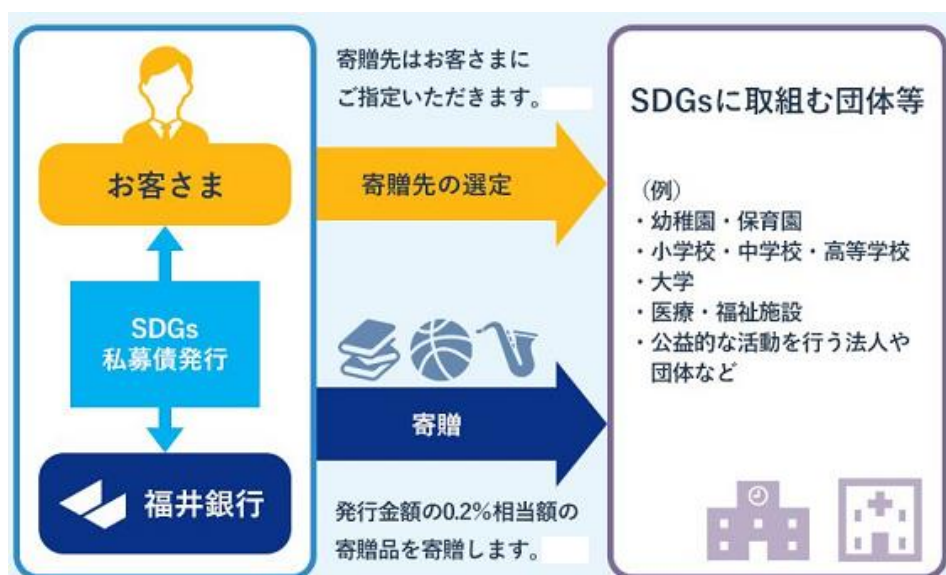 寄贈先はお客さまに
ご指定いただきます。
お客さま
寄贈先の選定
SDGs
私募債発行
寄贈
福井銀行
発行金額の0.2%相当額の
寄贈品を寄贈します。
SDGsに取組む団体等
（例）
・幼稚園・保育園
・小学校・中学校・高等学校
・大学
・医療・福祉施設
・公益的な活動を行う法人や
団体など